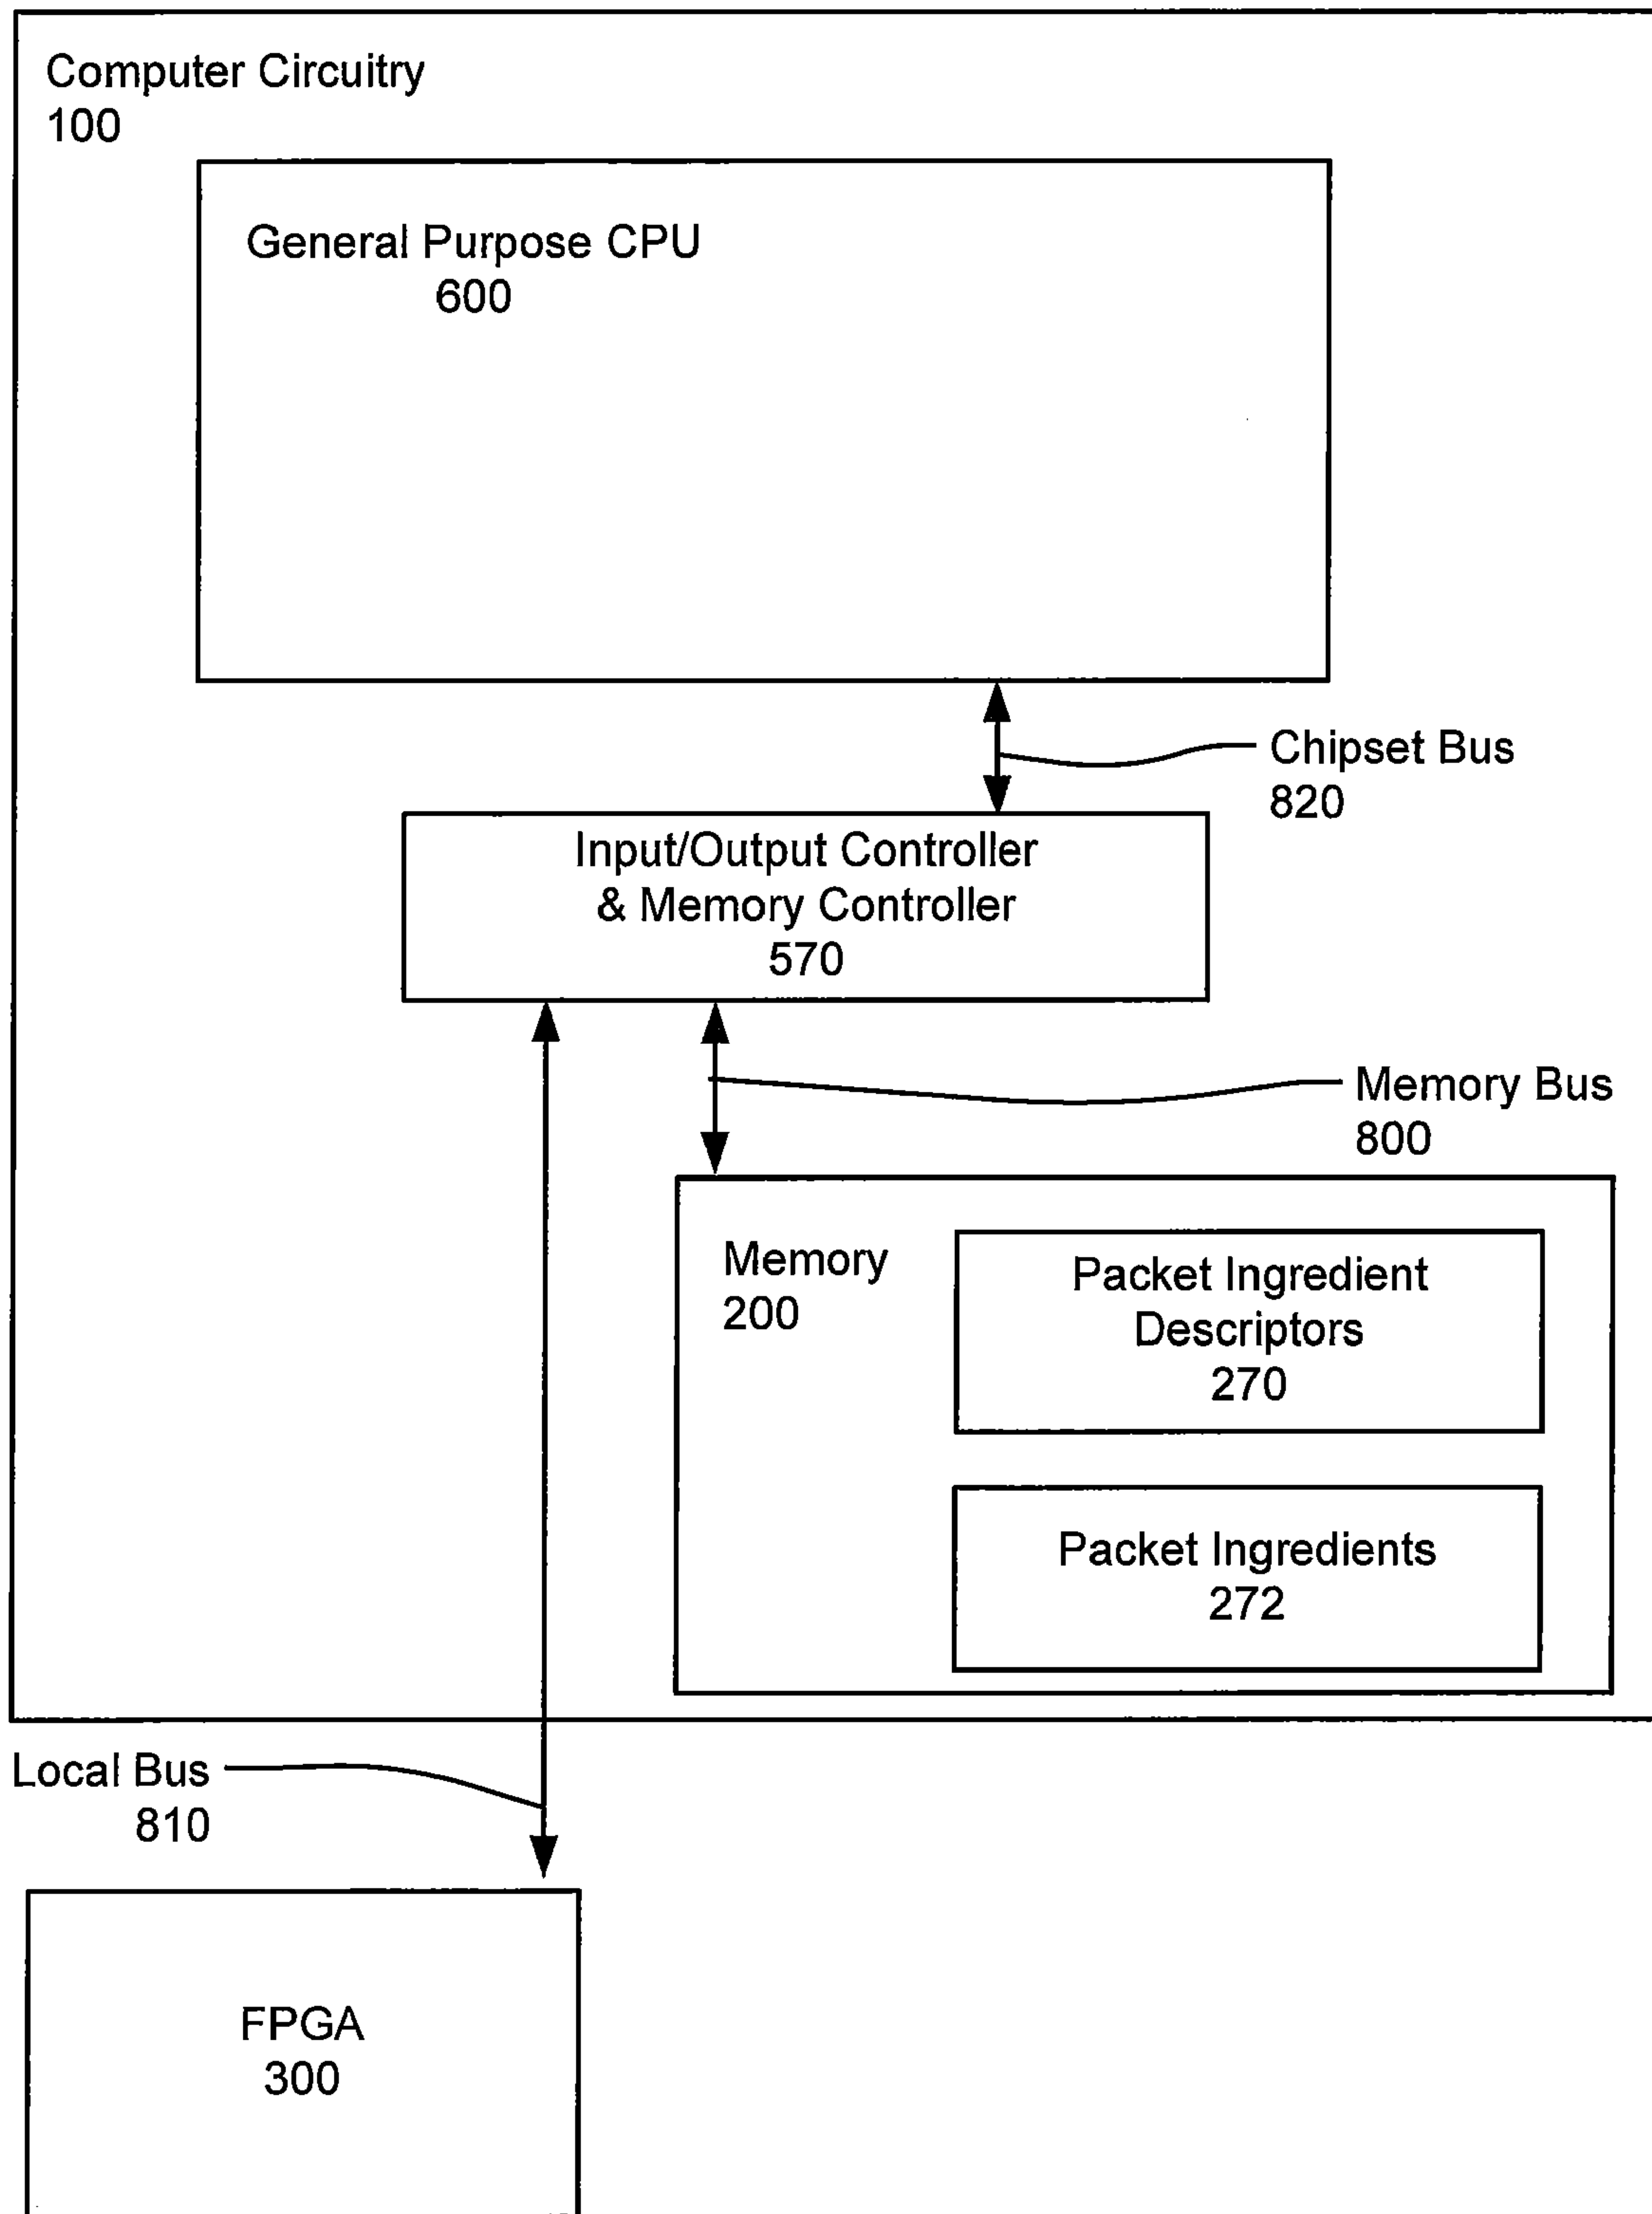 Computer Circuitry
100
General Purpose CPU
600
Chipset Bus
820
Input/Output Controller
& Memory Controller
570
Memory Bus
800
Memory
200
Packet Ingredient
Descriptors
270
Packet Ingredients
272
Local Bus
810
FPGA
300